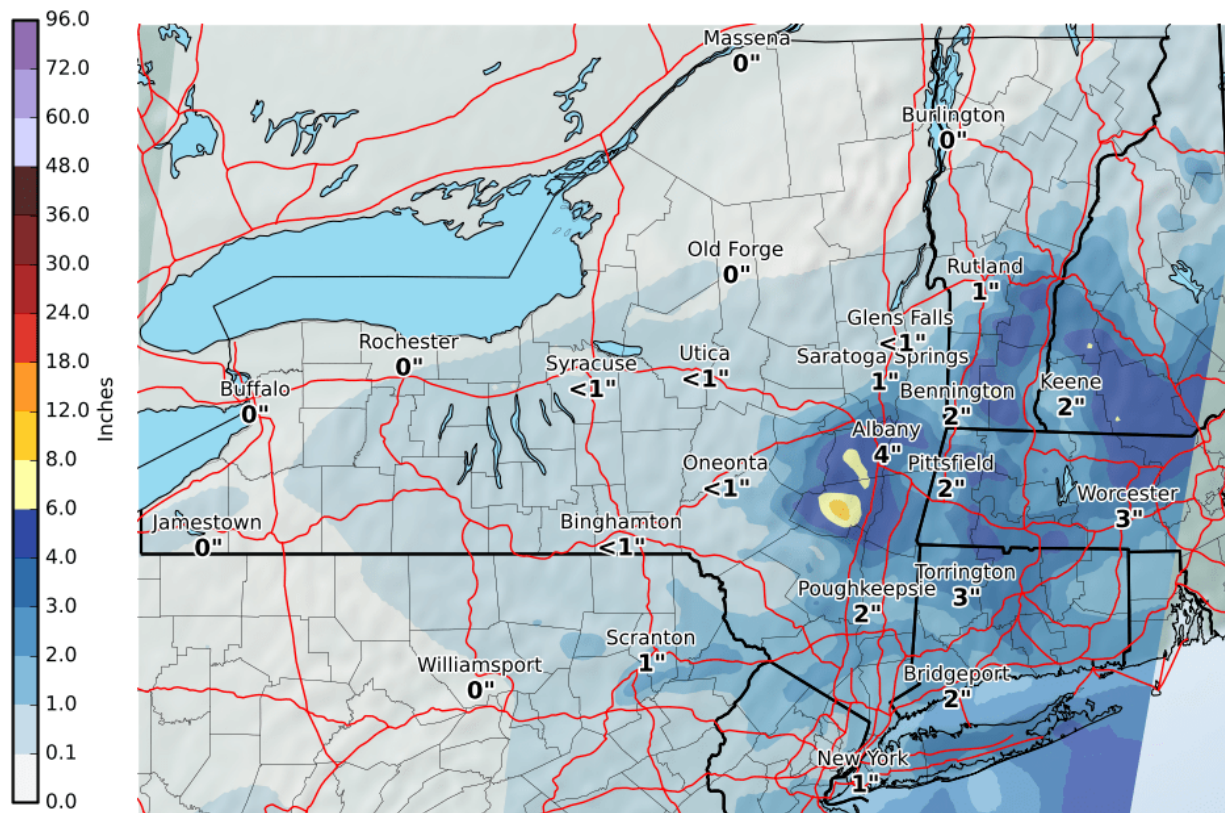 96.0
72.0
60.0
48.0
36.0
30.0
24.0
18.0
12.0
8.0
6.0
4.0
3.0
2.0
1.0
0.1
0.0
Inches
Massena
0"
Burlington
0"
Old Forge
0"
Rutland
1"
Glens Falls
<1"
Rochester
0"
Syracuse
<1"
Utica
<1"
Saratoga Springs
1"
Buffalo
0"
Bennington
2"
Keene
2"
Albany
4"
Oneonta
<1"
Pittsfield
2"
Worcester
3"
Jamestown
0"
Binghamton
<1"
Poughkeepsie
2"
Torrington
3"
Scranton
1"
Williamsport
0"
Bridgeport
2"
New York
1"